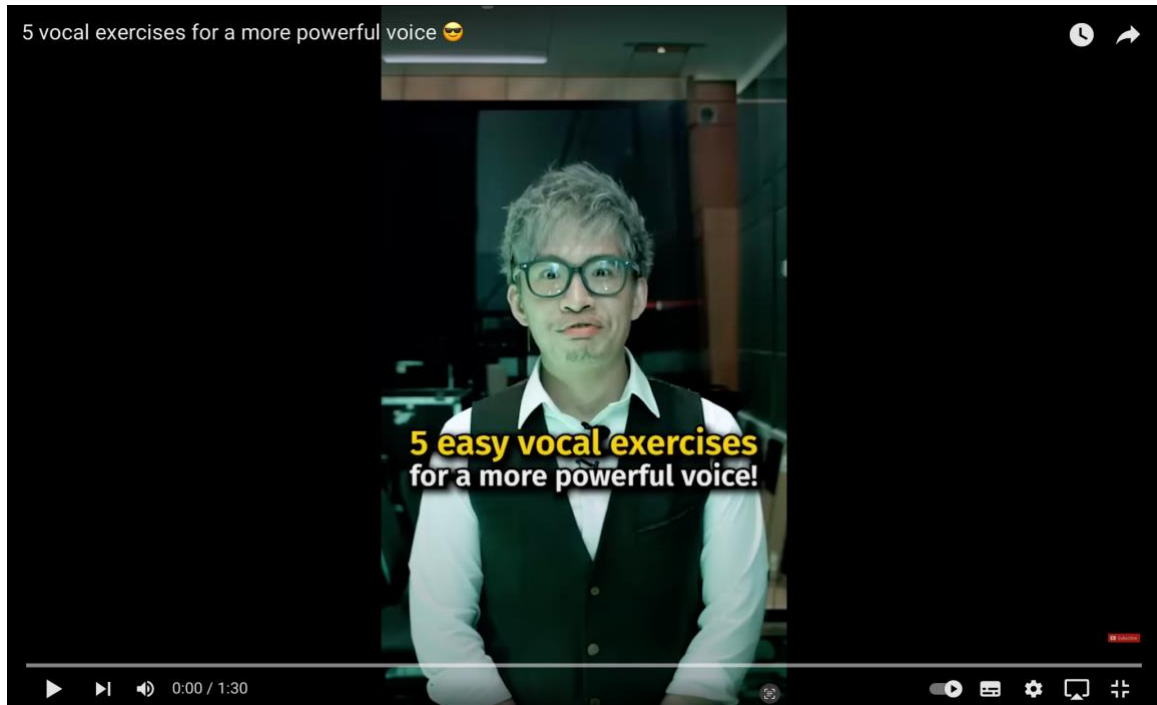 5 vocal exercises for a more powerful voice 😎
5 easy vocal exercises
for a more powerful voice!
Subscribe
0:00 / 1:30